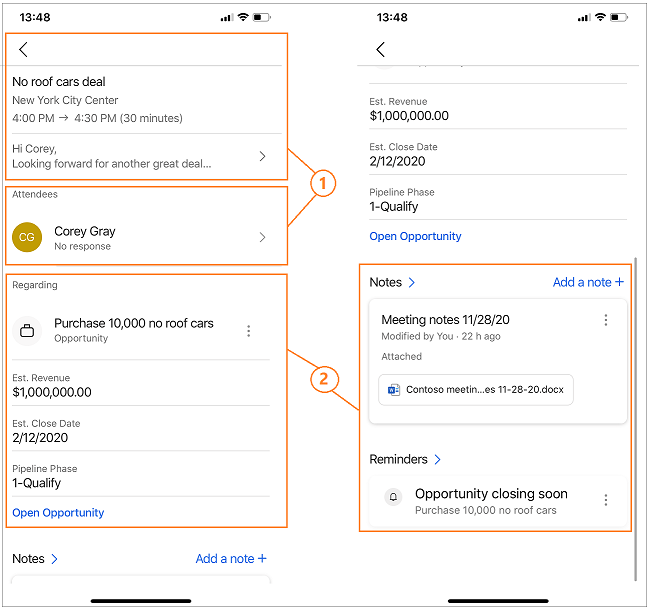 13:48
No roof cars deal
New York City Center
4:00 PM → 4:30 PM (30 minutes)
Hi Corey,
Looking forward for another great deal...
Attendees
CG
Corey Gray
No response
Regarding
Purchase 10,000 no roof cars
Opportunity
Est. Revenue
$1,000,000.00
Est. Close Date
2/12/2020
Pipeline Phase
1-Qualify
Open Opportunity
Notes
Add a note +
1
2
13:48
Est. Revenue
$1,000,000.00
Est. Close Date
2/12/2020
Pipeline Phase
1-Qualify
Open Opportunity
Notes
Add a note +
Meeting notes 11/28/20
Modified by You · 22 h ago
Attached
Contoso meetin...es 11-28-20.docx
Reminders
Opportunity closing soon
Purchase 10,000 no roof cars